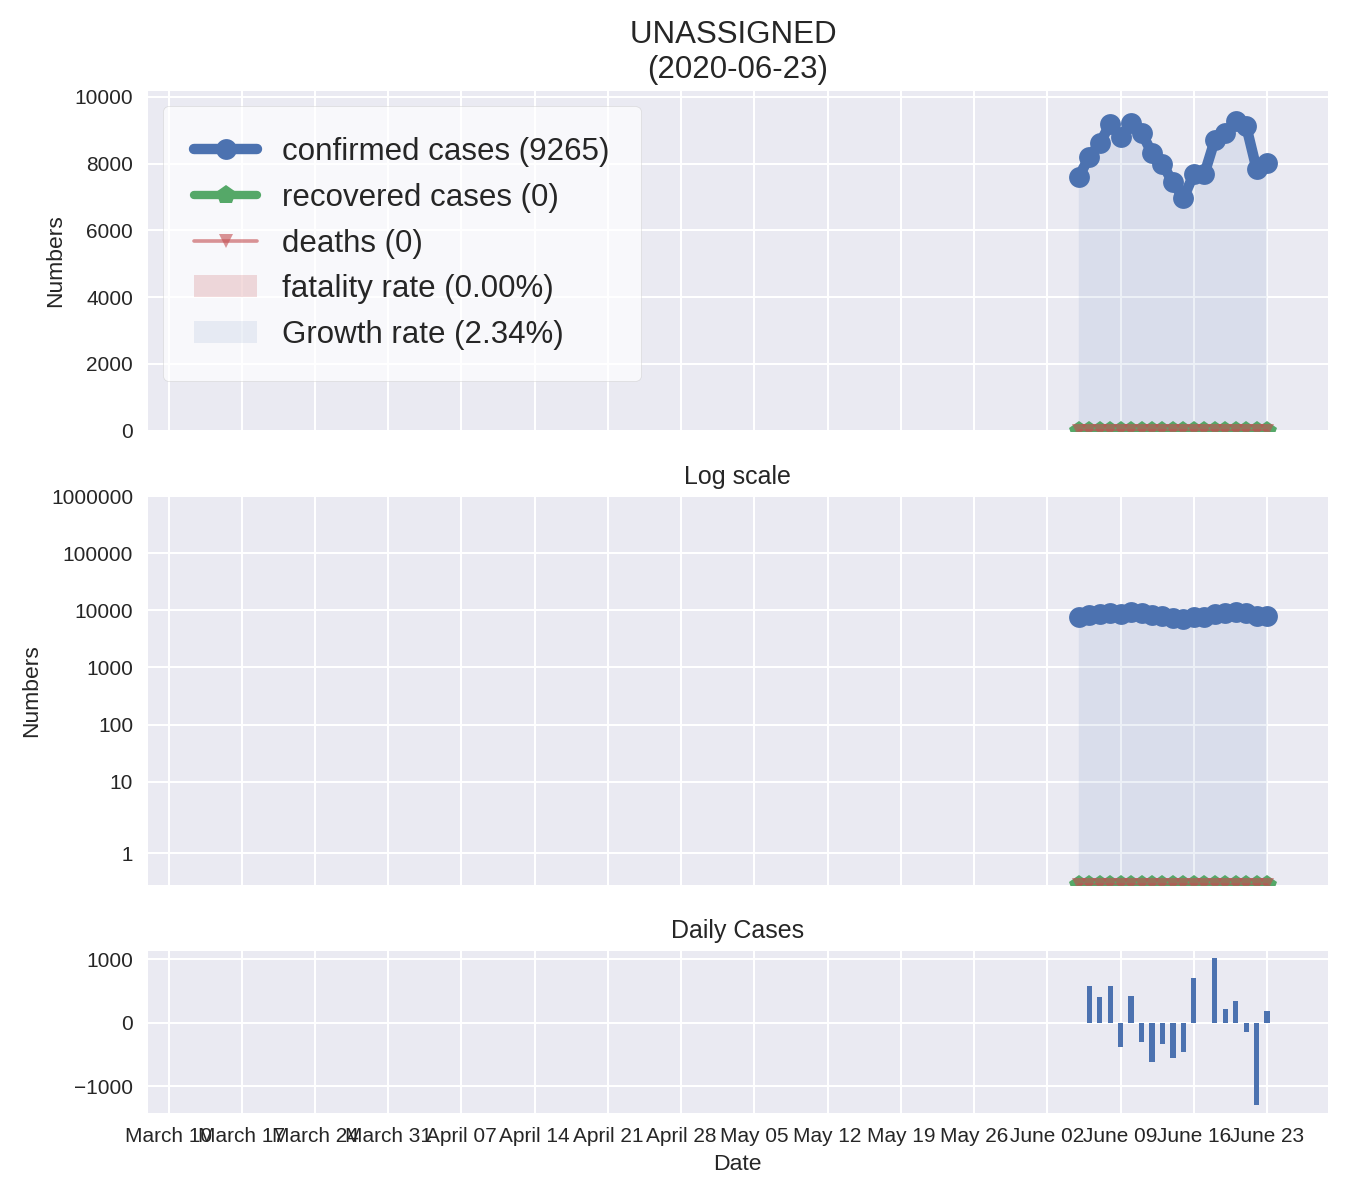 UNASSIGNED
(2020-06-23)
10000
8000
6000
4000
2000
0
Numbers
confirmed cases (9265)
recovered cases (0)
deaths (0)
fatality rate (0.00%)
Growth rate (2.34%)
Log scale
1000000
100000
10000
1000
100
10
1
Numbers
Daily Cases
1000
0
−1000
March 10 March 17 March 24 March 31 April 07 April 14 April 21 April 28 May 05 May 12 May 19 May 26 June 02 June 09 June 16 June 23
Date